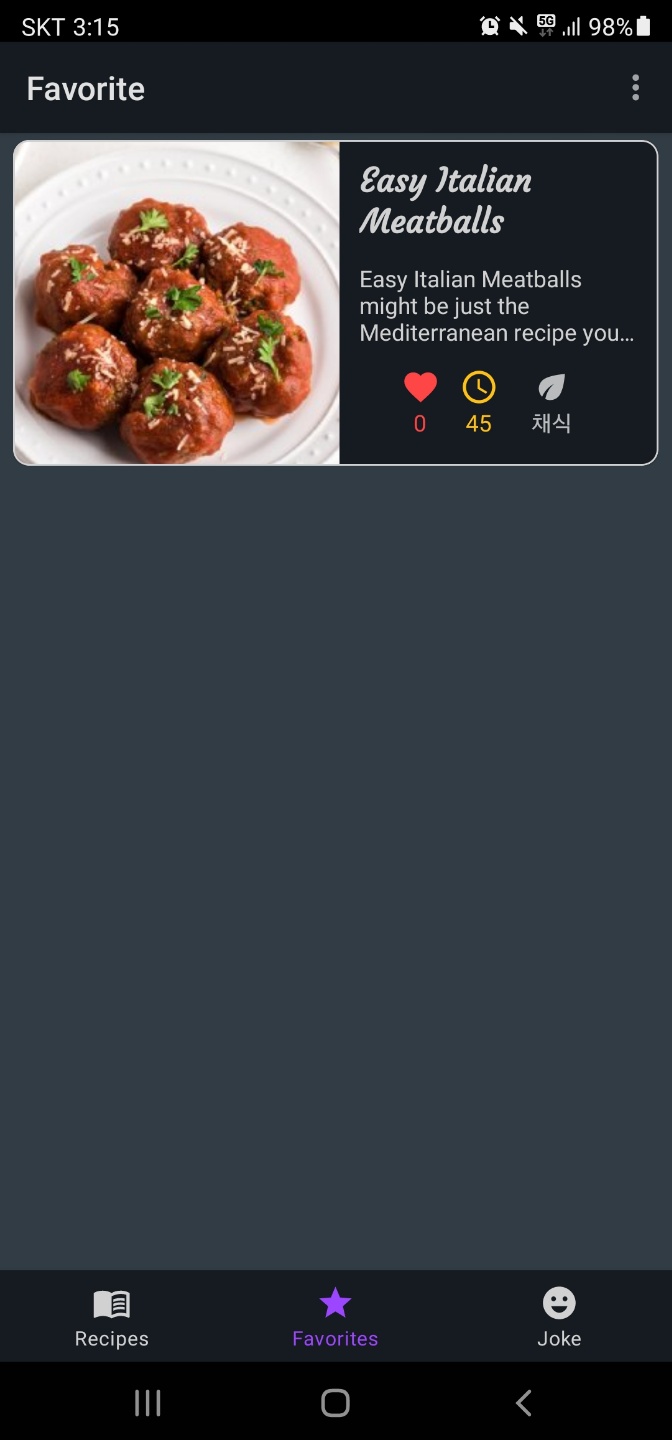 SKT 3:15
5G
98%
Favorite
Easy Italian
Meatballs
Easy Italian Meatballs
might be just the
Mediterranean recipe you...
0
45
채식
Recipes
Favorites
Joke